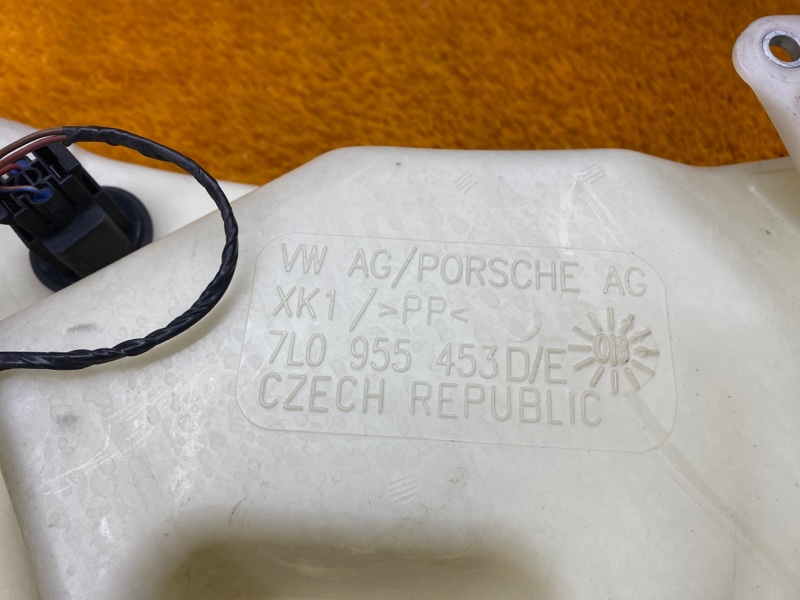 VW AG/PORSCHE AG
XK1/>PP<
7L0 955 453D/E
CZECH REPUBLIC